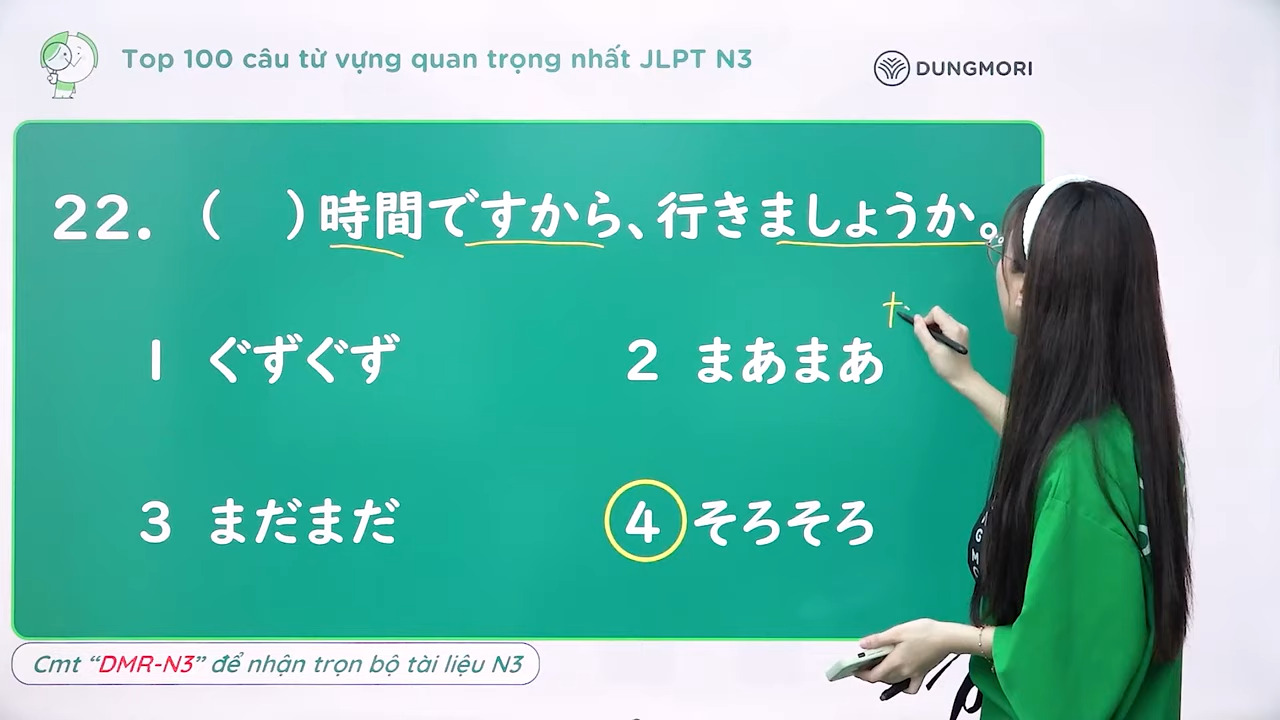 Top 100 câu từ vựng quan trọng nhất JLPT N3
DUNGMORI
22. (　)時間ですから、行きましょうか。
1 ぐずぐず
2 まあまあ
3 まだまだ
4 そろそろ
Cmt “DMR-N3” để nhận trọn bộ tài liệu N3